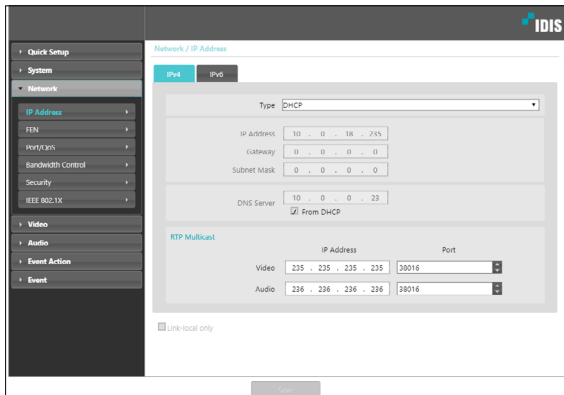 IDIS
Quick Setup
System
Network
IP Address
FEN
Port/QoS
Bandwidth Control
Security
IEEE 802.1X
Video
Audio
Event Action
Event
Network / IP Address
IPv4 IPv6
Type DHCP
IP Address 10 . 0 . 18 . 235
Gateway 0 . 0 . 0 . 0
Subnet Mask 0 . 0 . 0 . 0
DNS Server 10 . 0 . 0 . 23
From DHCP
RTP Multicast
IP Address Port
Video 235 . 235 . 235 . 235 38016
Audio 236 . 236 . 236 . 236 38016
Link-local only
Save